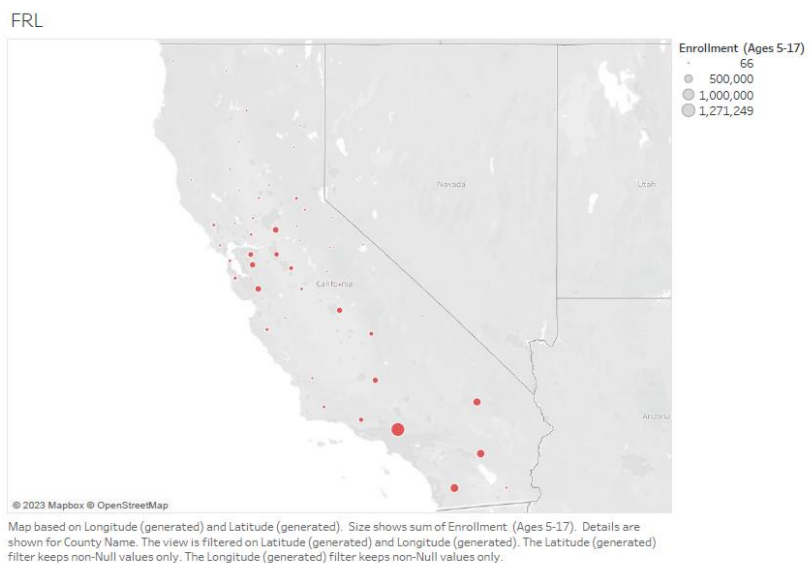 FRL
Enrollment (Ages 5-17)
66
500,000
1,000,000
1,271,249
Nevada
Utah
California
Arizona
© 2023 Mapbox © OpenStreetMap
Map based on Longitude (generated) and Latitude (generated). Size shows sum of Enrollment (Ages 5-17). Details are
shown for County Name. The view is filtered on Latitude (generated) and Longitude (generated). The Latitude (generated)
filter keeps non-Null values only. The Longitude (generated) filter keeps non-Null values only.